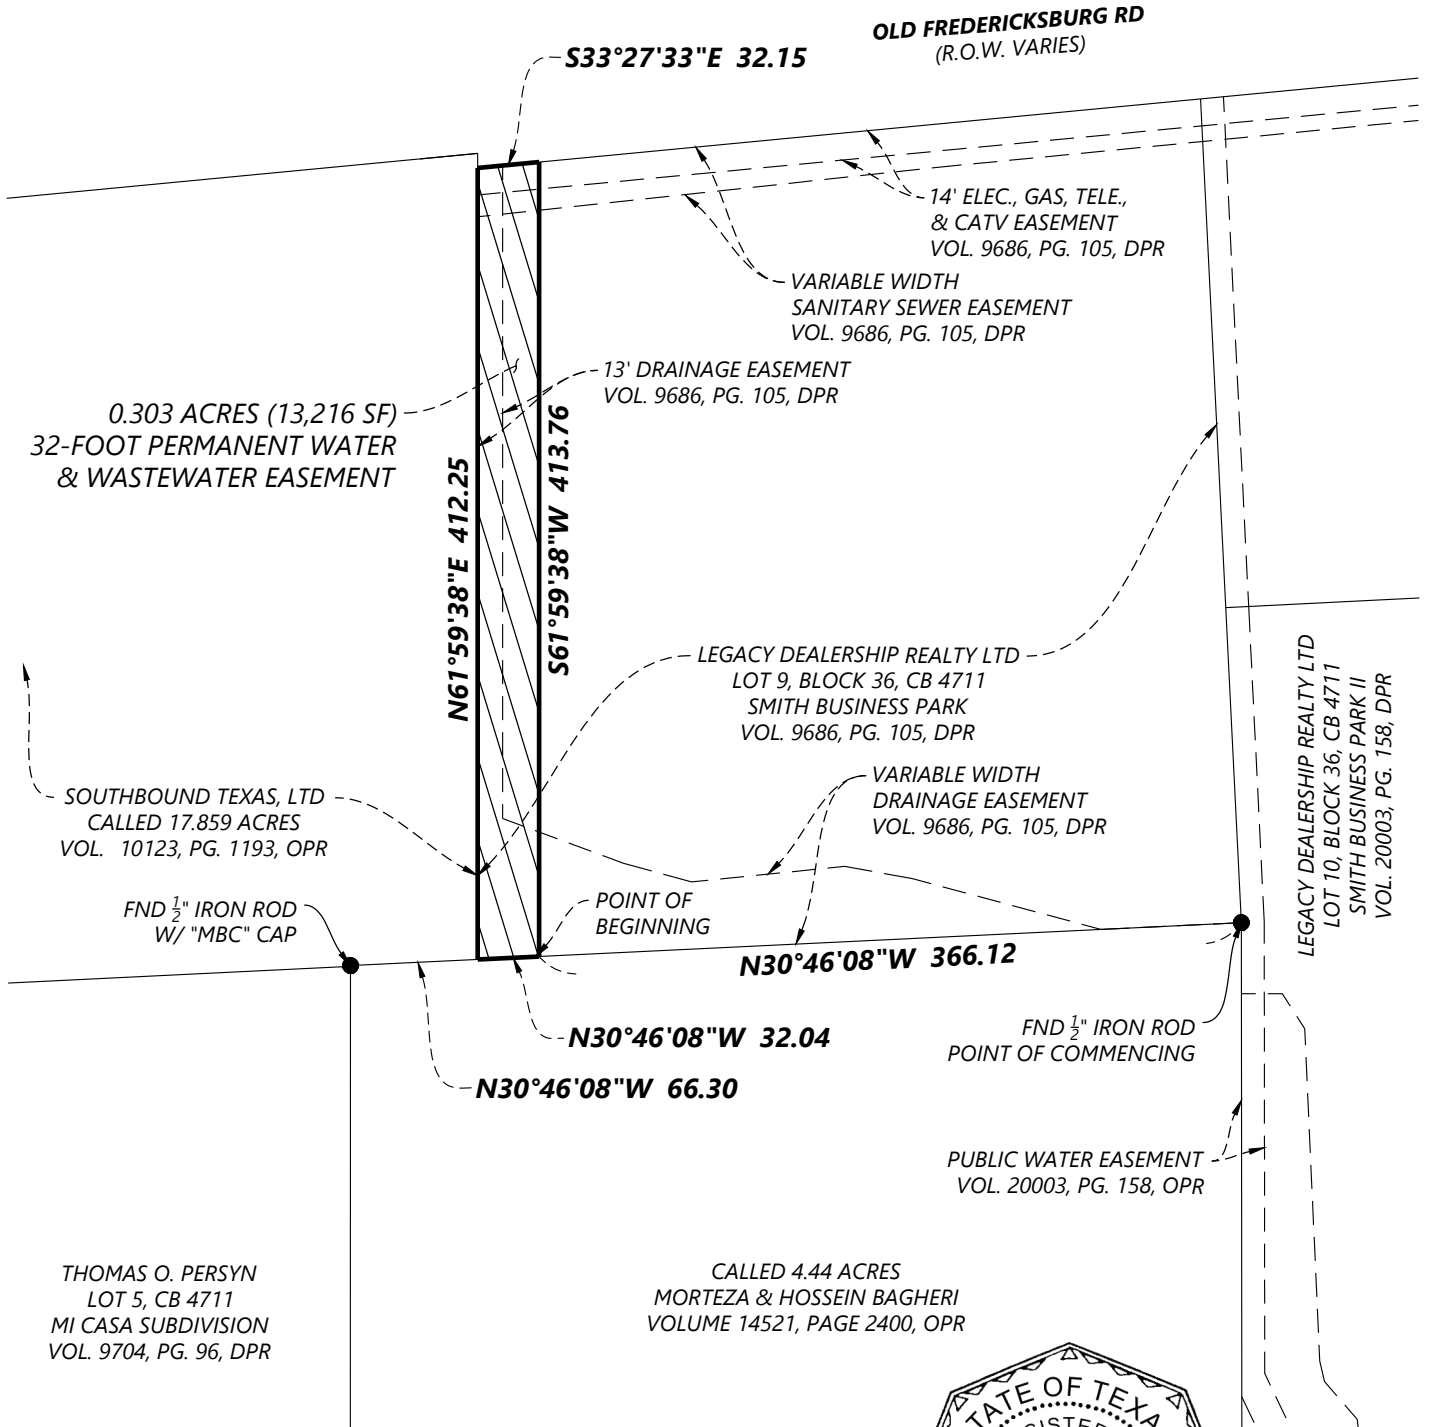 OLD FREDERICKSBURG RD
(R.O.W. VARIES)
S33°27'33"E 32.15
14' ELEC., GAS, TELE.,
& CATV EASEMENT
VOL. 9686, PG. 105, DPR
VARIABLE WIDTH
SANITARY SEWER EASEMENT
VOL. 9686, PG. 105, DPR
13' DRAINAGE EASEMENT
VOL. 9686, PG. 105, DPR
0.303 ACRES (13,216 SF)
32-FOOT PERMANENT WATER
& WASTEWATER EASEMENT
N61°59'38"E 412.25
S61°59'38"W 413.76
LEGACY DEALERSHIP REALTY LTD
LOT 9, BLOCK 36, CB 4711
SMITH BUSINESS PARK
VOL. 9686, PG. 105, DPR
LEGACY DEALERSHIP REALTY LTD
LOT 10, BLOCK 36, CB 4711
SMITH BUSINESS PARK II
VOL. 20003, PG. 158, DPR
SOUTHBOUND TEXAS, LTD
CALLED 17.859 ACRES
VOL. 10123, PG. 1193, OPR
VARIABLE WIDTH
DRAINAGE EASEMENT
VOL. 9686, PG. 105, DPR
FND ½" IRON ROD
W/ "MBC" CAP
POINT OF
BEGINNING
N30°46'08"W 366.12
N30°46'08"W 32.04
N30°46'08"W 66.30
FND ½" IRON ROD
POINT OF COMMENCING
PUBLIC WATER EASEMENT
VOL. 20003, PG. 158, OPR
THOMAS O. PERSYN
LOT 5, CB 4711
MI CASA SUBDIVISION
VOL. 9704, PG. 96, DPR
CALLED 4.44 ACRES
MORTEZA & HOSSEIN BAGHERI
VOLUME 14521, PAGE 2400, OPR
TATE OF TEXA